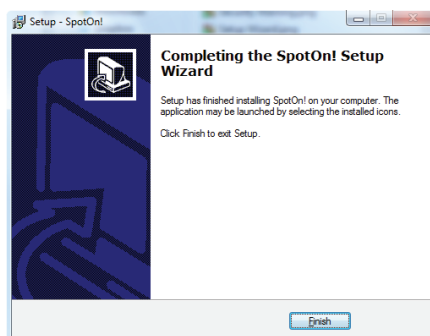 Setup - SpotOn!
Completing the SpotOn! Setup
Wizard
Setup has finished installing SpotOn! on your computer. The
application may be launched by selecting the installed icons.
Click Finish to exit Setup.
Finish